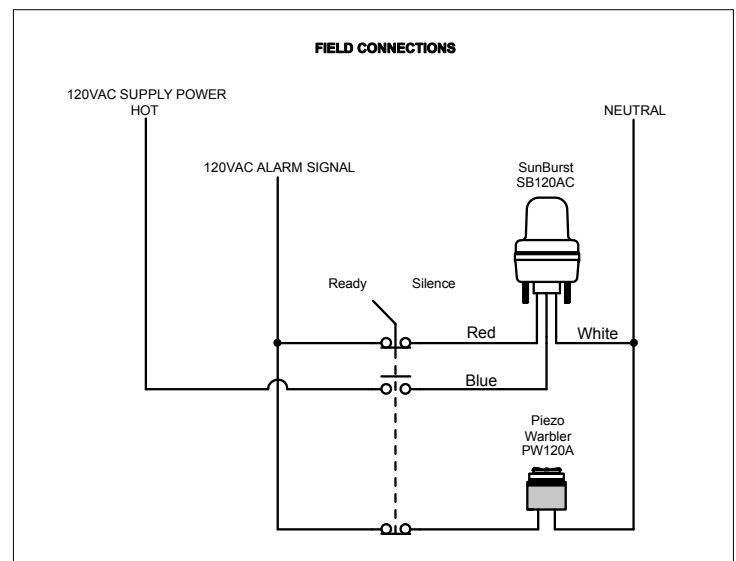 FIELD CONNECTIONS
120VAC SUPPLY POWER
HOT
NEUTRAL
120VAC ALARM SIGNAL
SunBurst
SB120AC
Ready
Silence
Red
White
Blue
Piezo
Warbler
PW120A